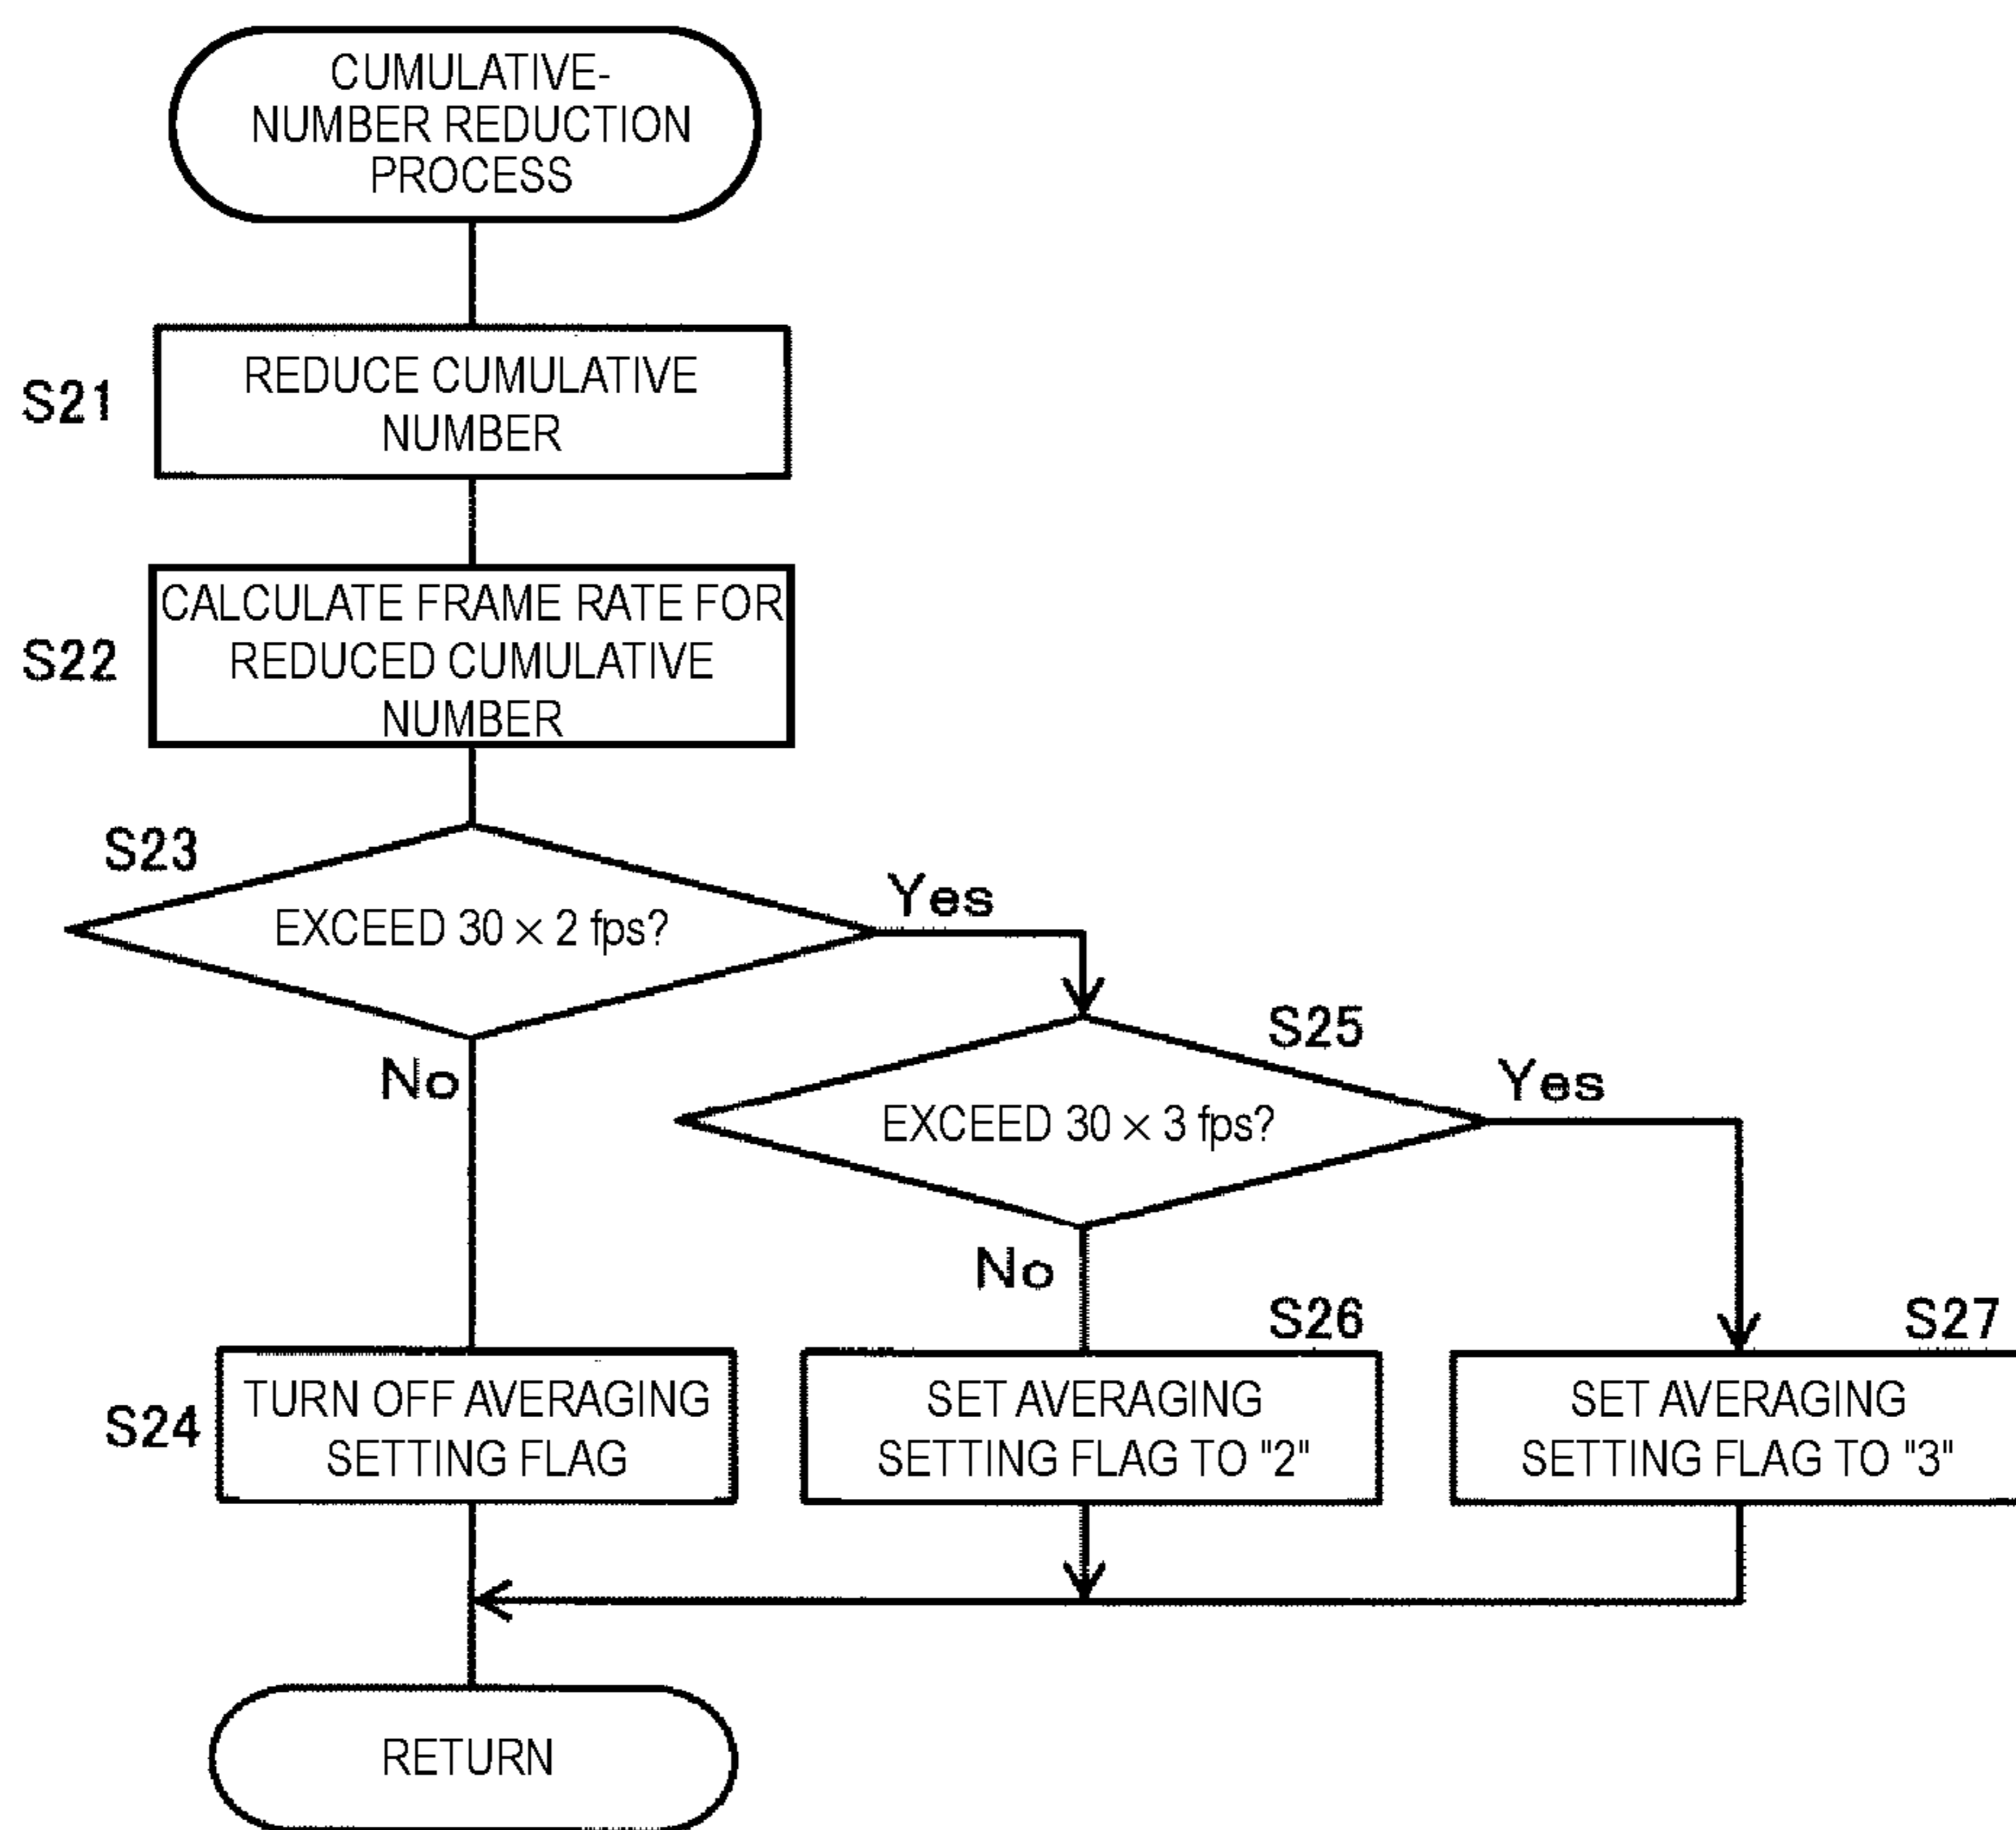 CUMULATIVE-
NUMBER REDUCTION
PROCESS
S21
REDUCE CUMULATIVE
NUMBER
S22
CALCULATE FRAME RATE FOR
REDUCED CUMULATIVE
NUMBER
S23
EXCEED 30 × 2 fps?
Yes
No
S25
EXCEED 30 × 3 fps?
Yes
No
S24
TURN OFF AVERAGING
SETTING FLAG
S26
SET AVERAGING
SETTING FLAG TO "2"
S27
SET AVERAGING
SETTING FLAG TO "3"
RETURN